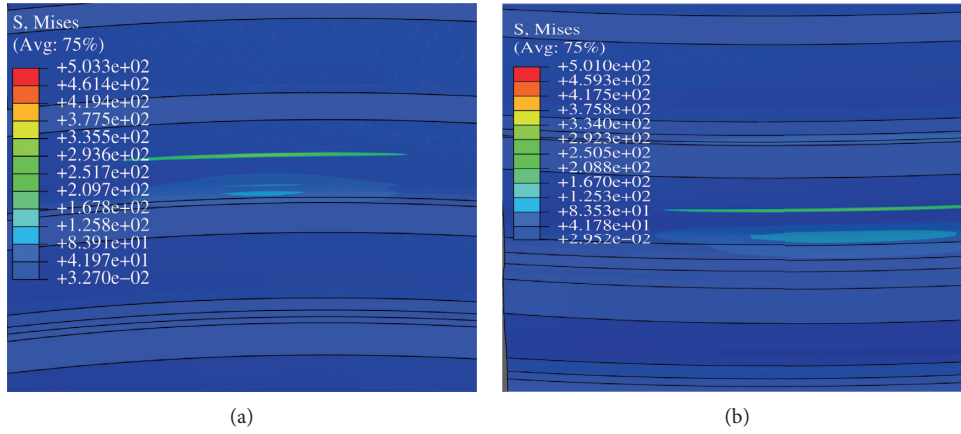 S, Mises
(Avg: 75%)
+5.033e+02
+4.614e+02
+4.194e+02
+3.775e+02
+3.355e+02
+2.936e+02
+2.517e+02
+2.097e+02
+1.678e+02
+1.258e+02
+8.391e+01
+4.197e+01
+3.270e−02
(a)
S, Mises
(Avg: 75%)
+5.010e+02
+4.593e+02
+4.175e+02
+3.758e+02
+3.340e+02
+2.923e+02
+2.505e+02
+2.088e+02
+1.670e+02
+1.253e+02
+8.353e+01
+4.178e+01
+2.952e−02
(b)